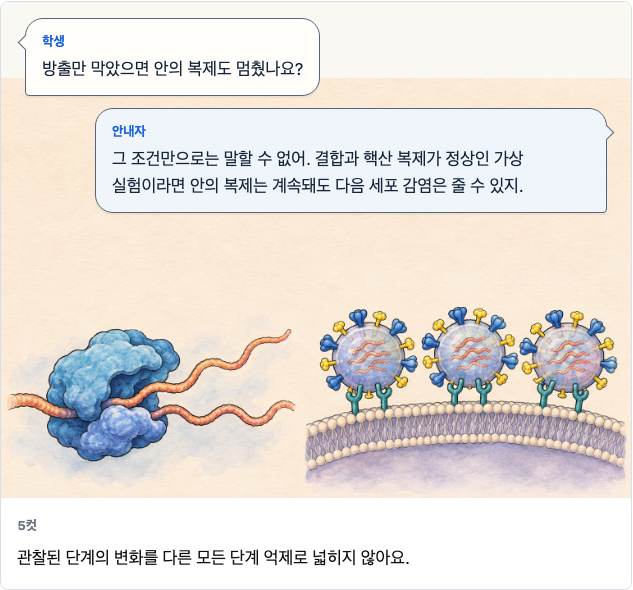 학생
방출만 막았으면 안의 복제도 멈췄나요?
안내자
그 조건만으로는 말할 수 없어. 결합과 핵산 복제가 정상인 가상
실험이라면 안의 복제는 계속돼도 다음 세포 감염은 줄 수 있지.
5컷
관찰된 단계의 변화를 다른 모든 단계 억제로 넓히지 않아요.